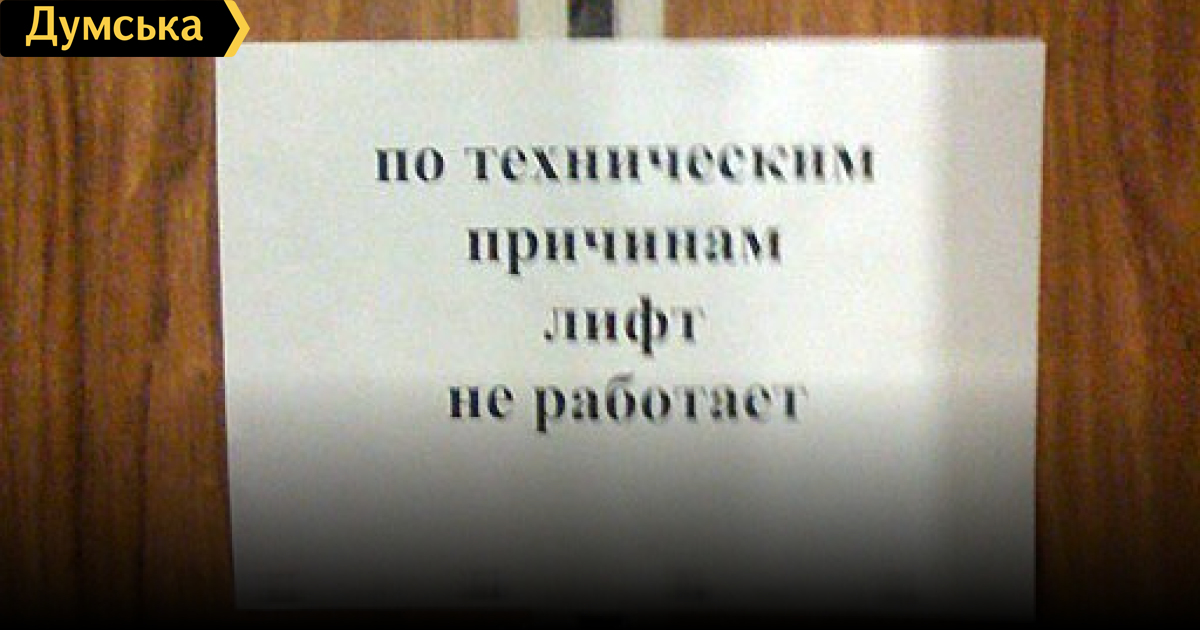 Думська
по техническим
причинам
лифт
не работает